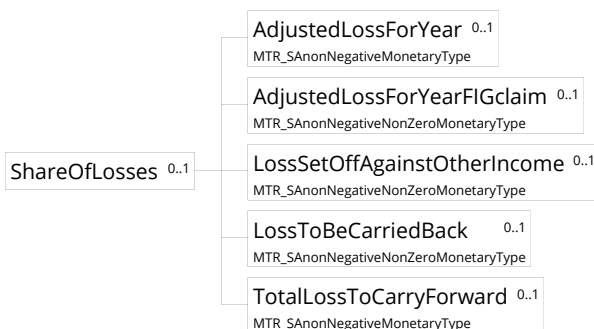 AdjustedLossForYear 0..1
MTR_SAnonNegativeMonetaryType
AdjustedLossForYearFIGclaim 0..1
MTR_SAnonNegativeNonZeroMonetaryType
ShareOfLosses 0..1
LossSetOffAgainstOtherIncome 0..1
MTR_SAnonNegativeNonZeroMonetaryType
LossToBeCarriedBack 0..1
MTR_SAnonNegativeNonZeroMonetaryType
TotalLossToCarryForward 0..1
MTR_SAnonNegativeMonetaryType